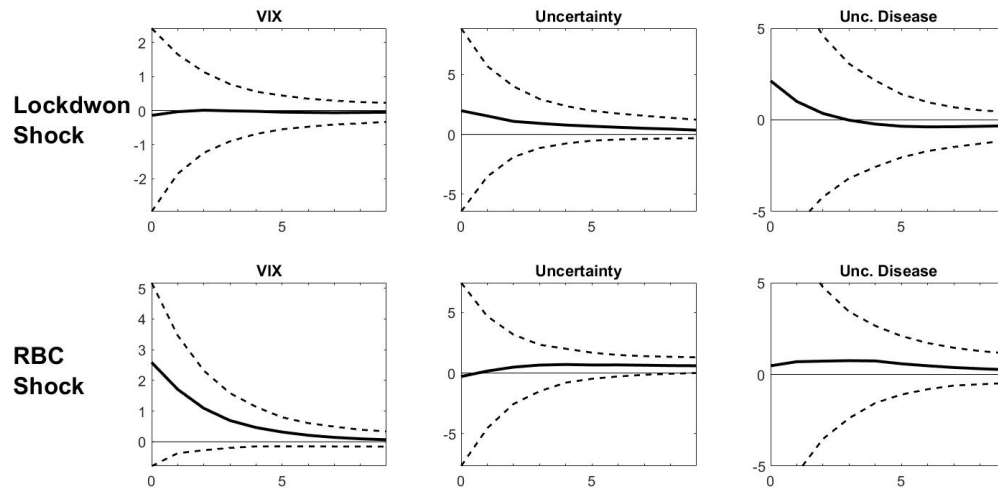 VIX Uncertainty Unc. Disease
2 5 5
1
0 0 0
-1
-2 -5 -5
0 5 0 5 0 5
Lockdwon
Shock
VIX Uncertainty Unc. Disease
5 5 5
4
3
2
1
0 0 0
-5 -5
0 5 0 5 0 5
RBC
Shock